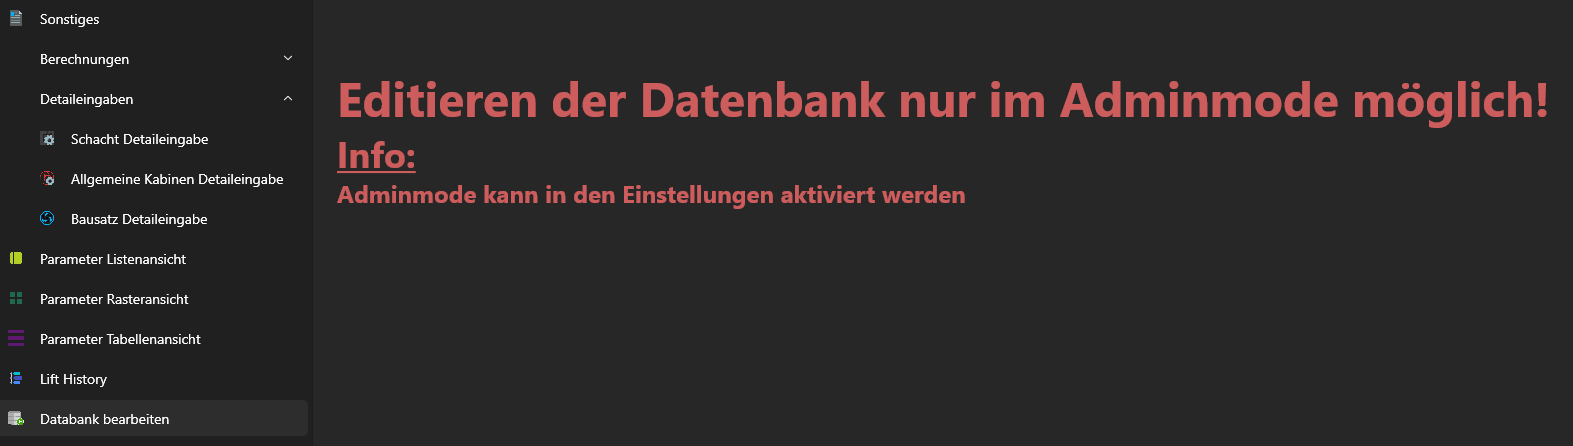 Sonstiges
Berechnungen
Detaileingaben
Schacht Detaileingabe
Allgemeine Kabinen Detaileingabe
Bausatz Detaileingabe
Parameter Listenansicht
Parameter Rasteransicht
Parameter Tabellenansicht
Lift History
Databank bearbeiten
Editieren der Datenbank nur im Adminmode möglich!
Info:
Adminmode kann in den Einstellungen aktiviert werden